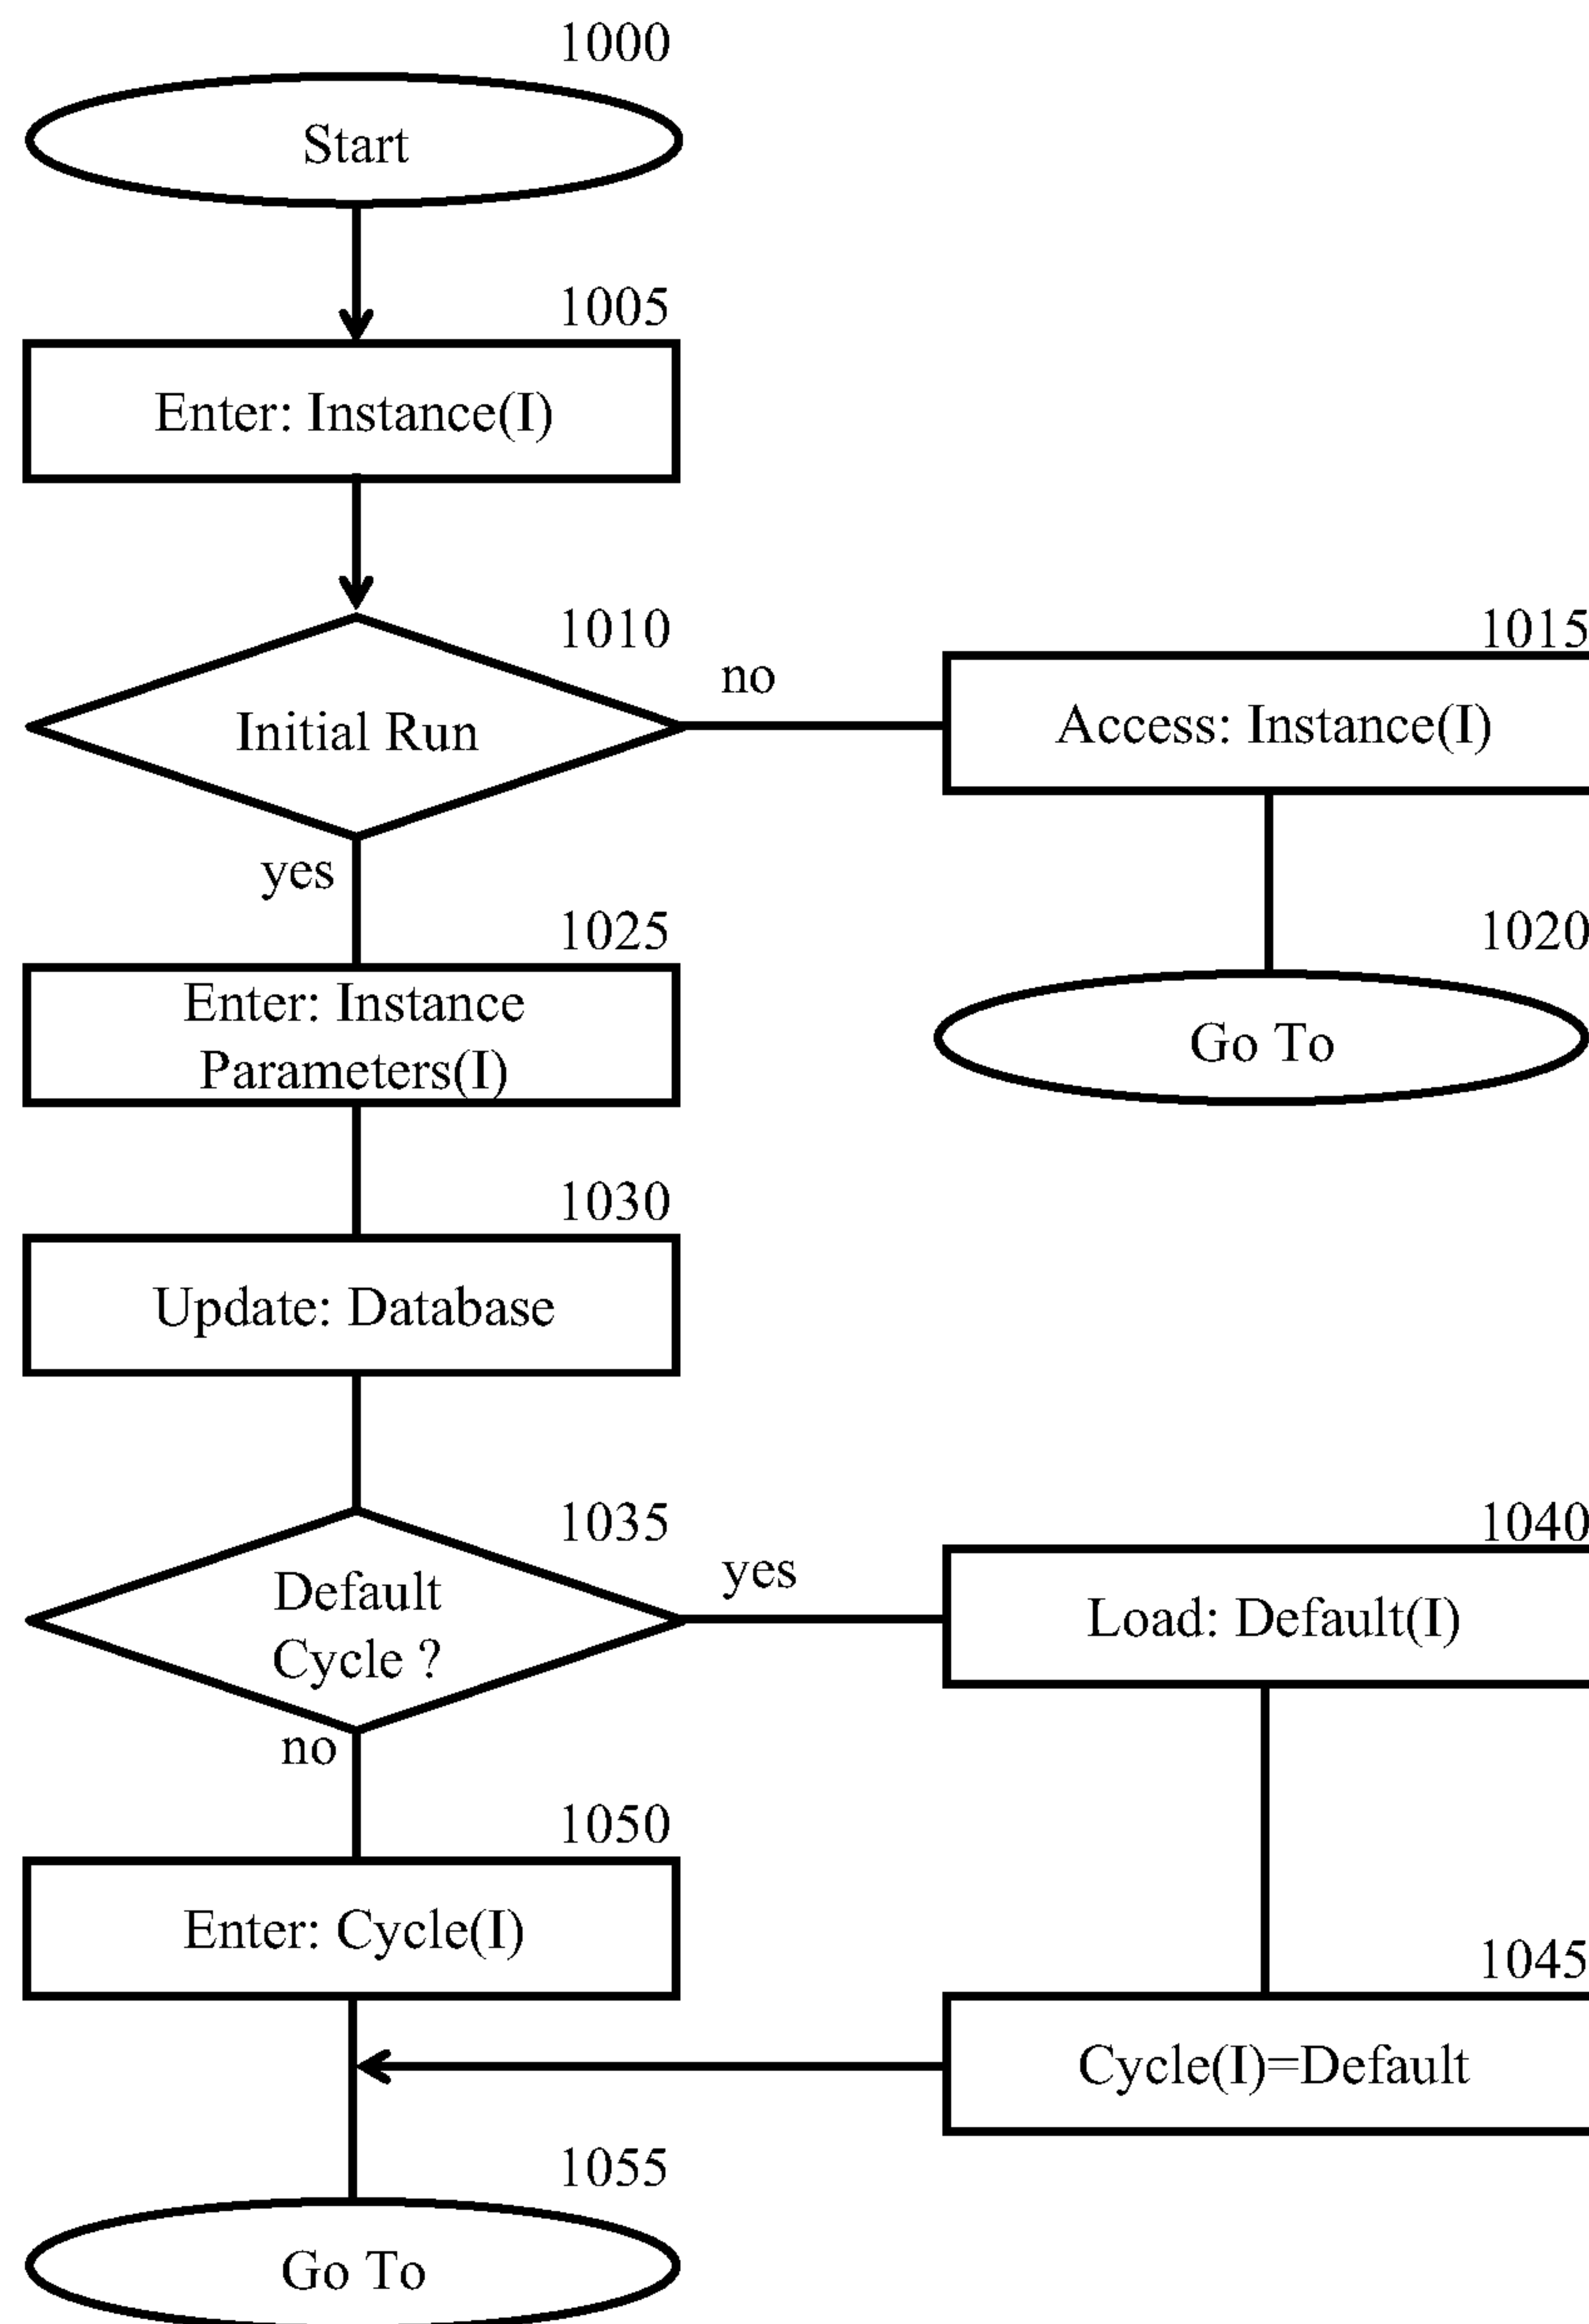 1000
Start
1005
Enter: Instance(I)
1010
Initial Run
no
1015
Access: Instance(I)
yes
1020
Go To
1025
Enter: Instance
Parameters(I)
1030
Update: Database
1035
Default
Cycle ?
yes
1040
Load: Default(I)
no
1050
Enter: Cycle(I)
1045
Cycle(I)=Default
1055
Go To